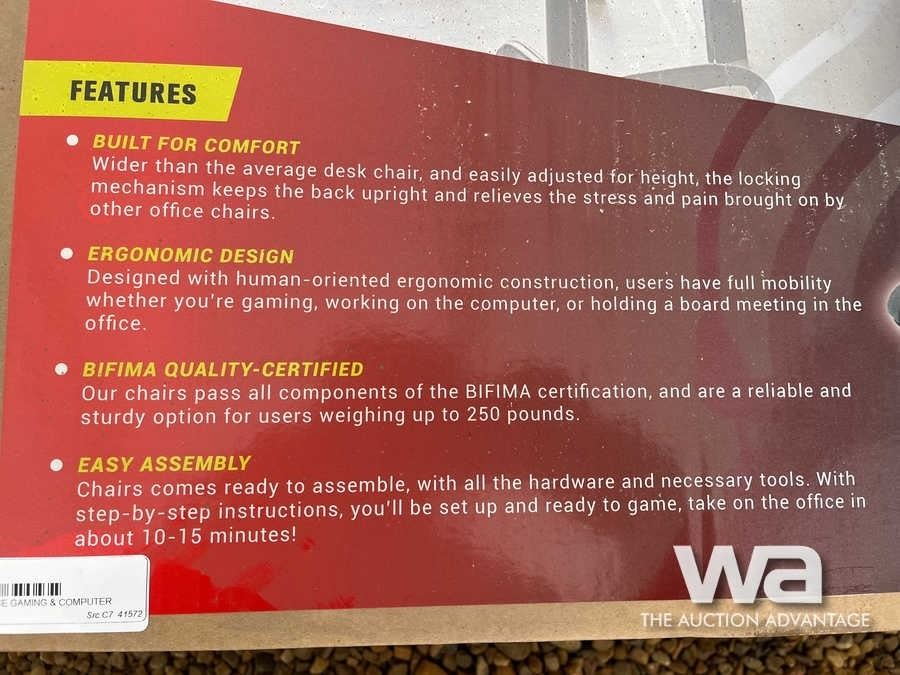 FEATURES
BUILT FOR COMFORT
Wider than the average desk chair, and easily adjusted for height, the locking
mechanism keeps the back upright and relieves the stress and pain brought on by
other office chairs.
ERGONOMIC DESIGN
Designed with human-oriented ergonomic construction, users have full mobility
whether you're gaming, working on the computer, or holding a board meeting in the
office.
BIFIMA QUALITY-CERTIFIED
Our chairs pass all components of the BIFIMA certification, and are a reliable and
sturdy option for users weighing up to 250 pounds.
EASY ASSEMBLY
Chairs comes ready to assemble, with all the hardware and necessary tools. With
step-by-step instructions, you'll be set up and ready to game, take on the office in
about 10-15 minutes!
GAMING & COMPUTER
Src C7 41572
wa
THE AUCTION ADVANTAGE